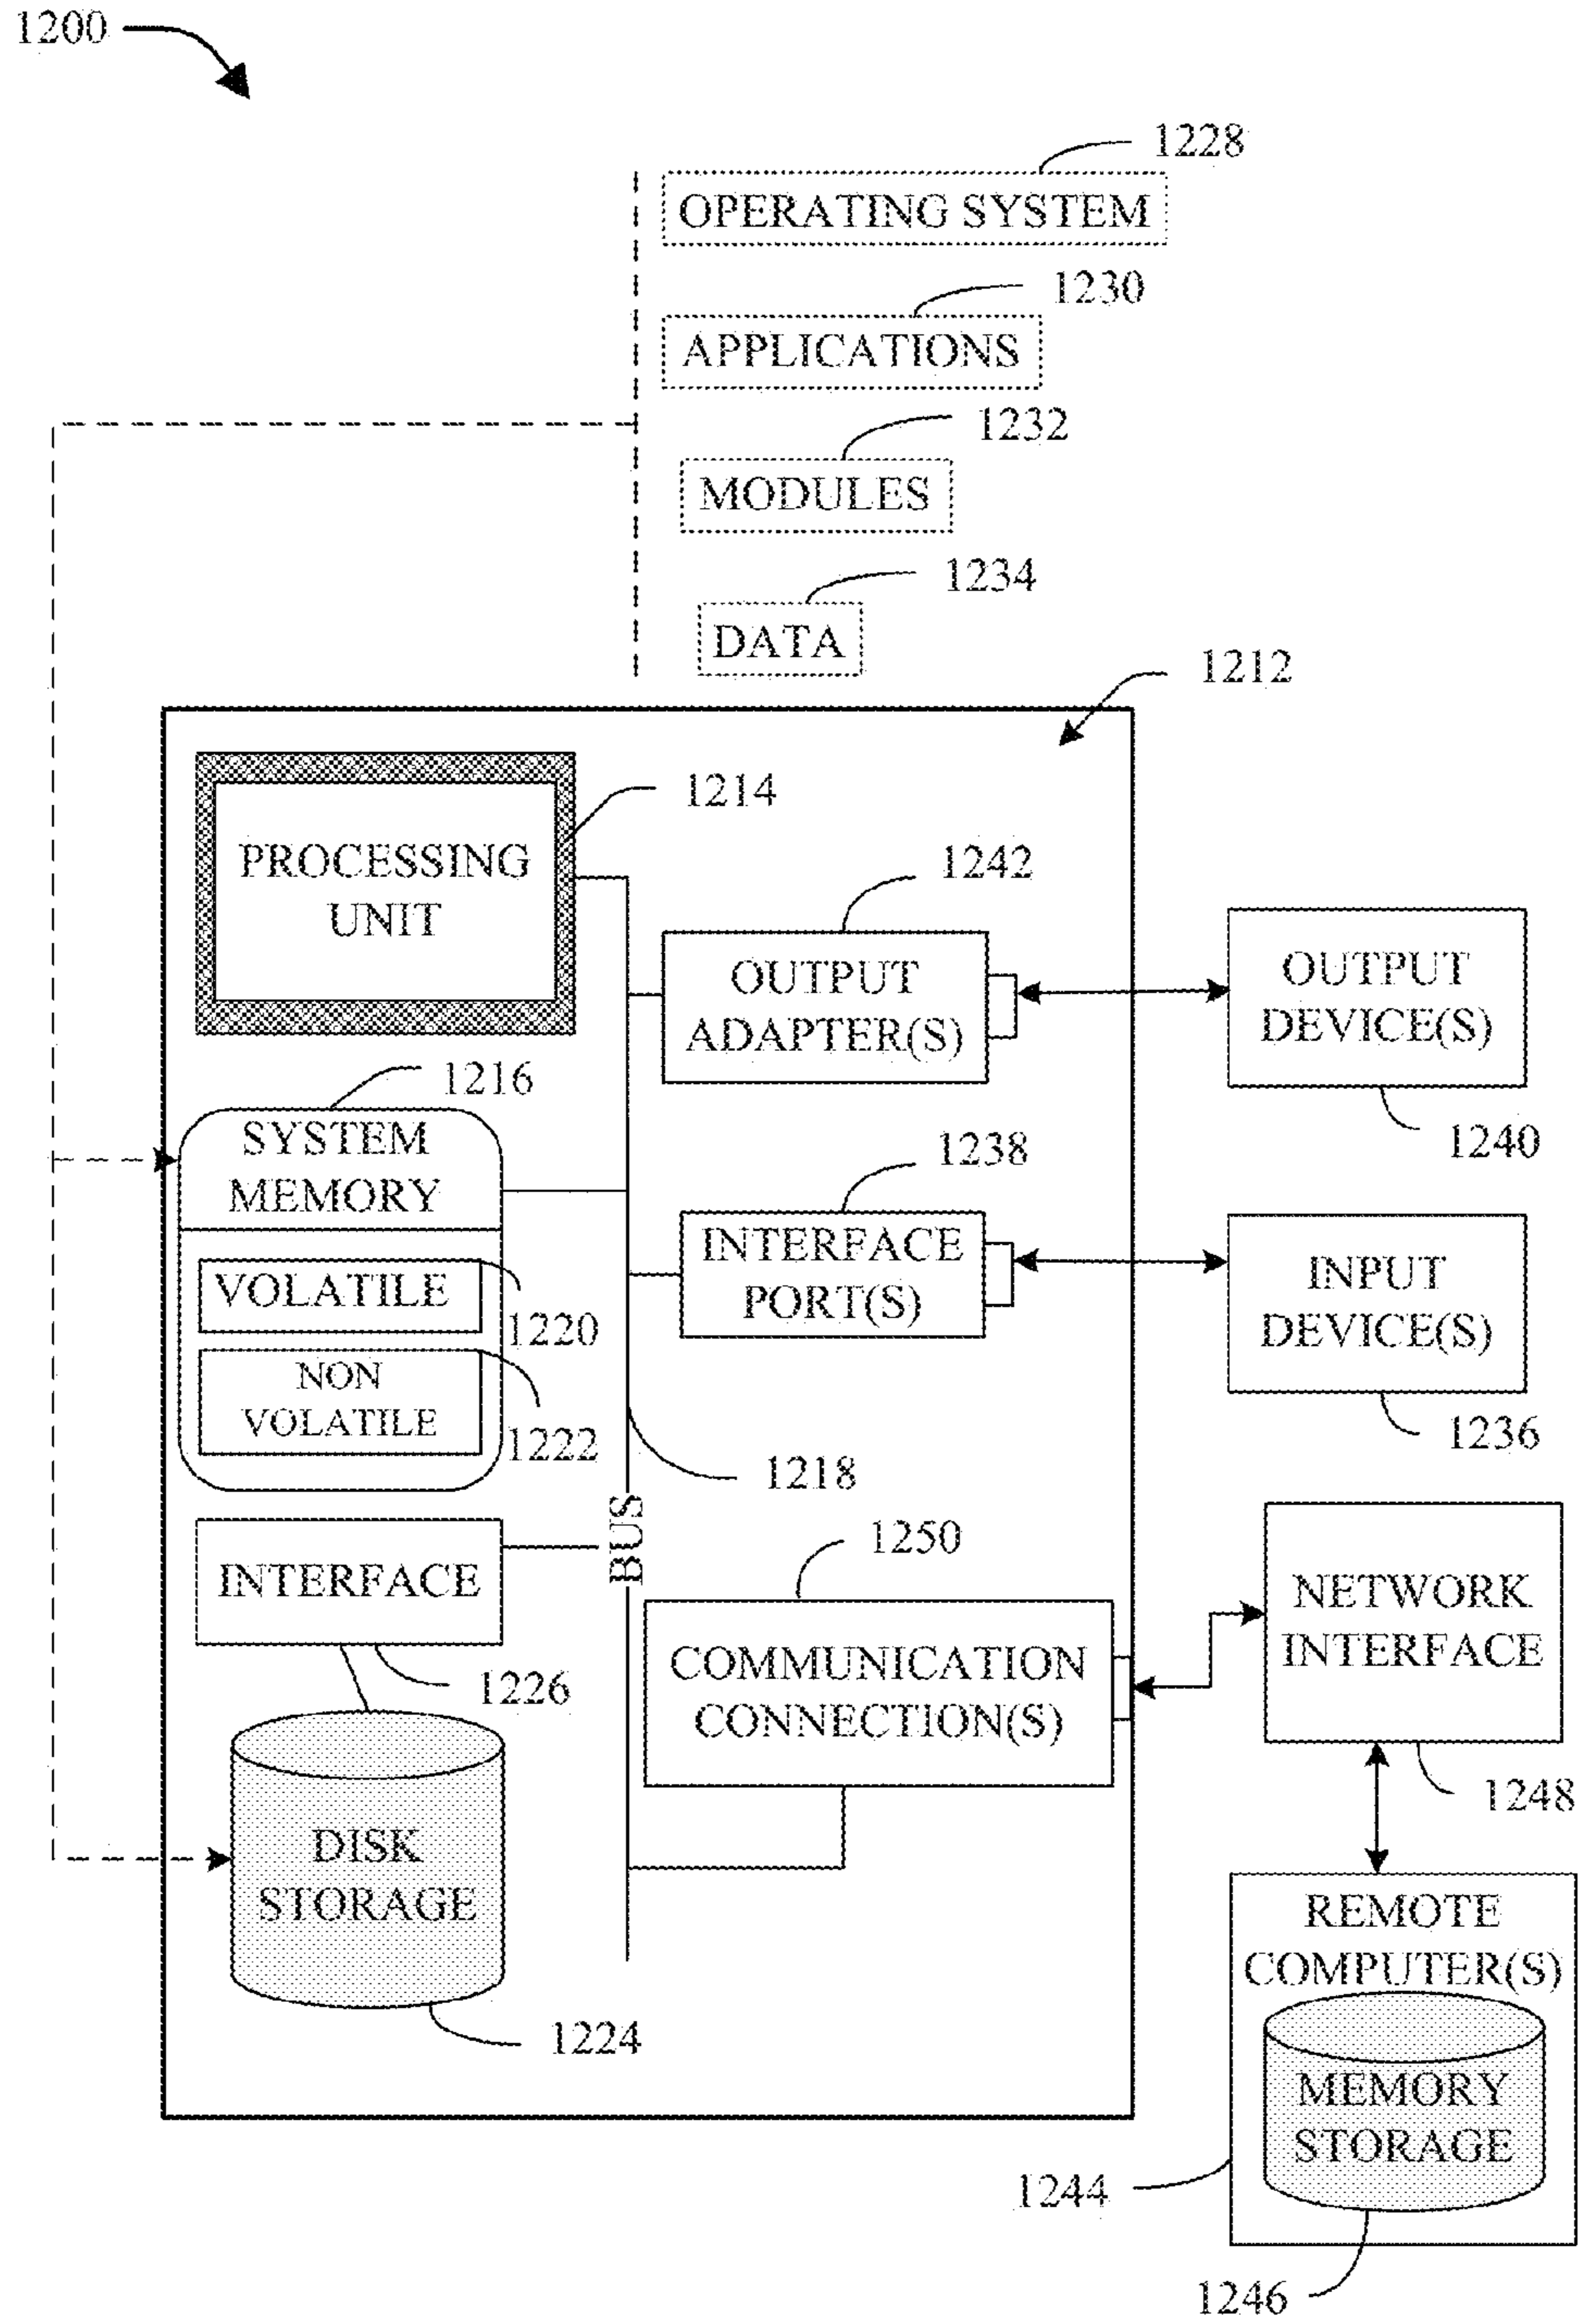 1200
1228
OPERATING SYSTEM
1230
APPLICATIONS
1232
MODULES
1234
DATA
1212
1214
PROCESSING
UNIT
1242
OUTPUT
ADAPTER(S)
OUTPUT
DEVICE(S)
1240
1216
SYSTEM
MEMORY
VOLATILE
1220
NON
VOLATILE
1222
1238
INTERFACE
PORT(S)
INPUT
DEVICE(S)
1236
1218
BUS
INTERFACE
1226
1250
COMMUNICATION
CONNECTION(S)
NETWORK
INTERFACE
1248
DISK
STORAGE
1224
REMOTE
COMPUTER(S)
MEMORY
STORAGE
1244
1246